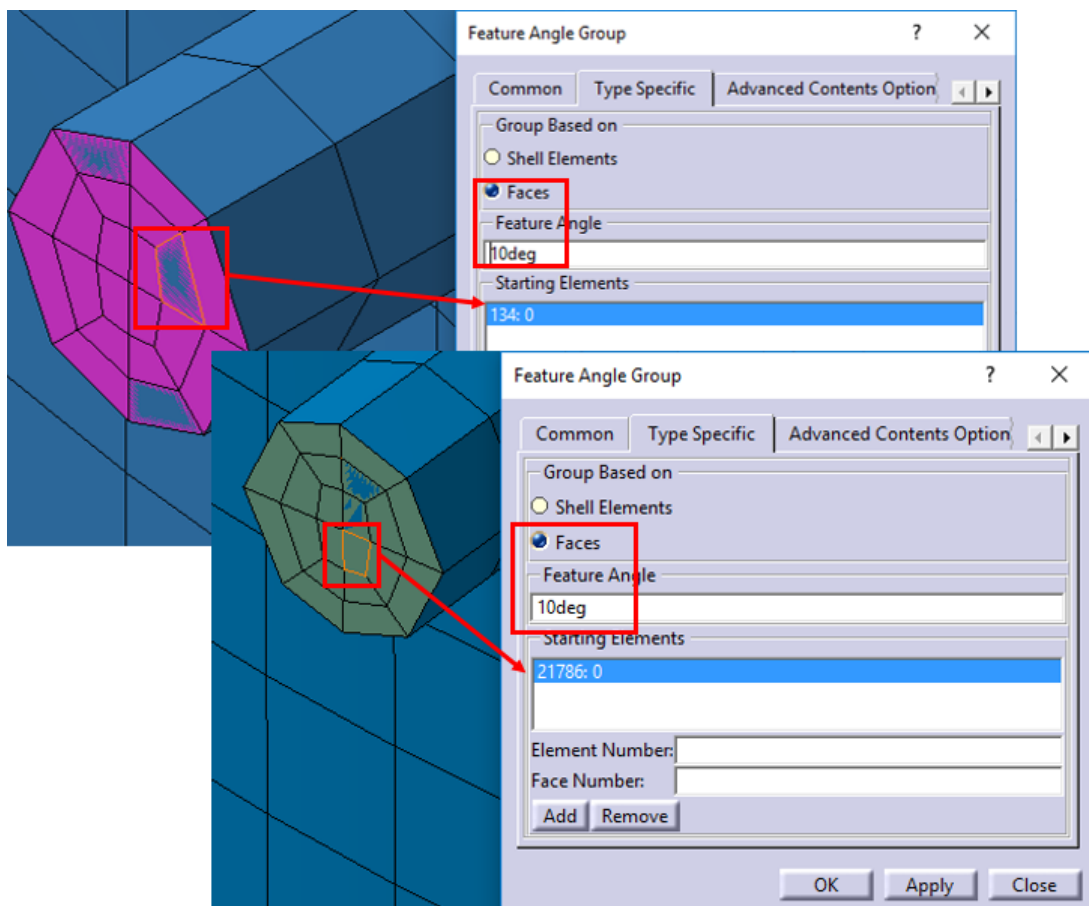 Feature Angle Group ? ×
Common Type Specific Advanced Contents Option
Group Based on
Shell Elements
Faces
Feature Angle
10deg
Starting Elements
134: 0
Feature Angle Group ? ×
Common Type Specific Advanced Contents Option
Group Based on
Shell Elements
Faces
Feature Angle
10deg
Starting Elements
21786: 0
Element Number:
Face Number:
Add Remove
OK Apply Close